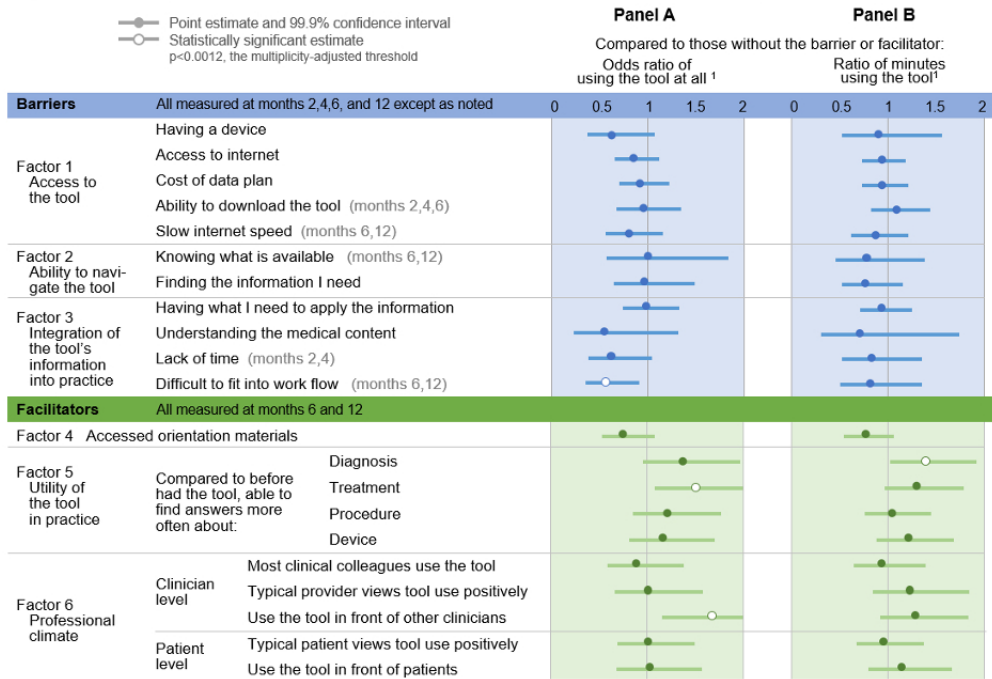 Panel A
Panel B
Point estimate and 99.9% confidence interval
Statistically significant estimate
p<0.0012, the multiplicity-adjusted threshold
Compared to those without the barrier or facilitator:
Odds ratio of
using the tool at all ¹
Ratio of minutes
using the tool¹
Barriers All measured at months 2,4,6, and 12 except as noted
0 0.5 1 1.5 2 0 0.5 1 1.5 2
Factor 1
Access to
the tool
Having a device
Access to internet
Cost of data plan
Ability to download the tool (months 2,4,6)
Slow internet speed (months 6,12)
Factor 2
Ability to navi-
gate the tool
Knowing what is available (months 6,12)
Finding the information I need
Factor 3
Integration of
the tool's
information
into practice
Having what I need to apply the information
Understanding the medical content
Lack of time (months 2,4)
Difficult to fit into work flow (months 6,12)
Facilitators All measured at months 6 and 12
Factor 4 Accessed orientation materials
Factor 5
Utility of
the tool
in practice
Compared to before
had the tool, able to
find answers more
often about:
Diagnosis
Treatment
Procedure
Device
Factor 6
Professional
climate
Clinician
level
Most clinical colleagues use the tool
Typical provider views tool use positively
Use the tool in front of other clinicians
Patient
level
Typical patient views tool use positively
Use the tool in front of patients